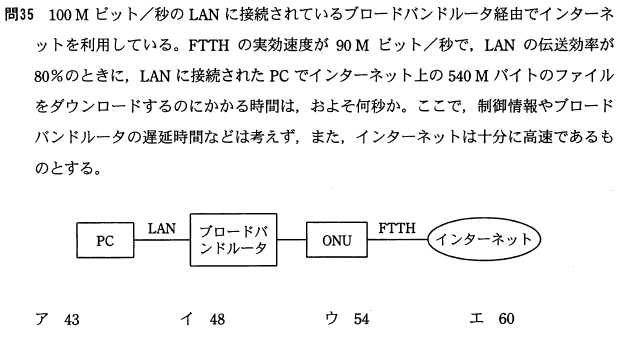 問35 100 M ビット／秒の LAN に接続されているブロードバンドルータ経由でインターネ
ットを利用している。FTTH の実効速度が 90 M ビット／秒で，LAN の伝送効率が
80％のときに，LAN に接続された PC でインターネット上の 540 M バイトのファイル
をダウンロードするのにかかる時間は，およそ何秒か。ここで，制御情報やブロード
バンドルータの遅延時間などは考えず，また，インターネットは十分に高速であるも
のとする。
PC
LAN
ブロードバ
ンドルータ
ONU
FTTH
インターネット
ア 43 イ 48 ウ 54 エ 60